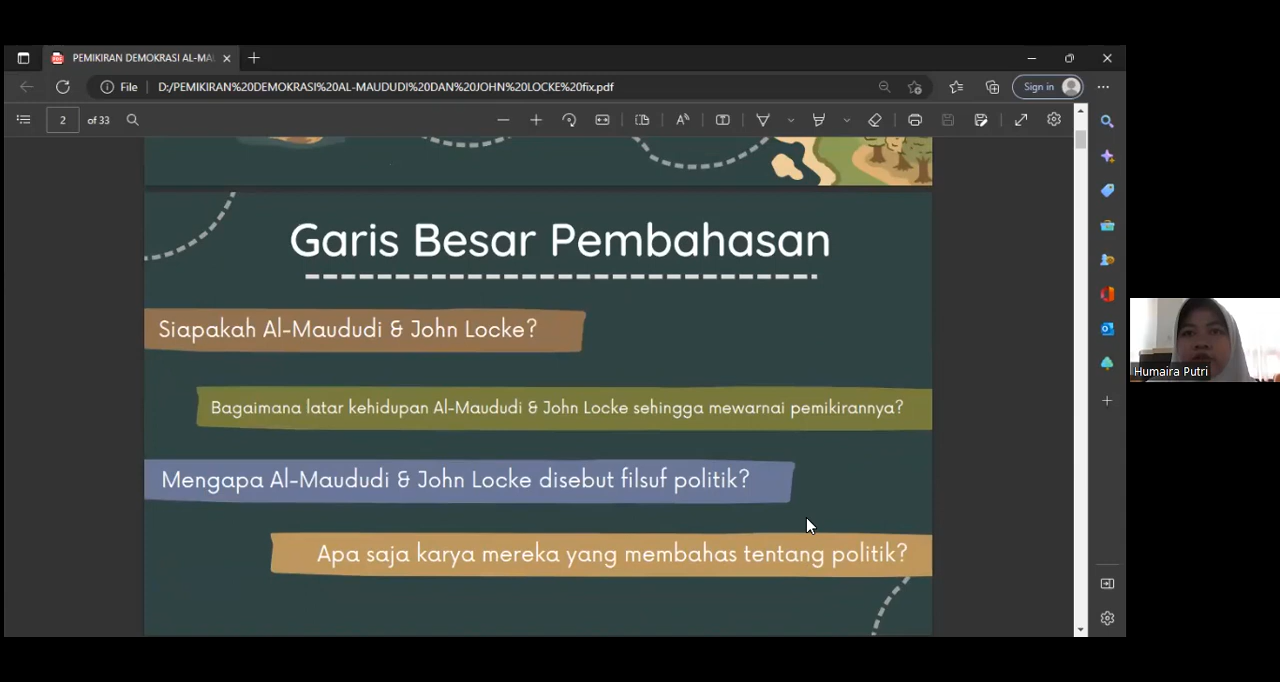 PEMIKIRAN DEMOKRASI AL-MA
File
D:/PEMIKIRAN%20DEMOKRASI%20AL-MAUDUDI%20DAN%20JOHN%20LOCKE%20fix.pdf
Sign in
2 of 33
Garis Besar Pembahasan
Siapakah Al-Maududi & John Locke?
Bagaimana latar kehidupan Al-Maududi & John Locke sehingga mewarnai pemikirannya?
Mengapa Al-Maududi & John Locke disebut filsuf politik?
Apa saja karya mereka yang membahas tentang politik?
Humaira Putri